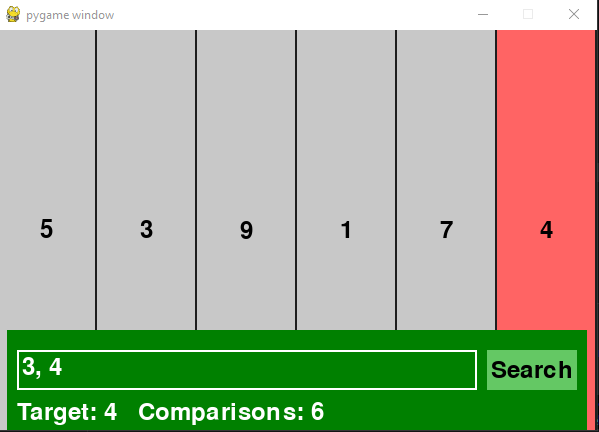 pygame window
5 3 9 1 7 4
3, 4
Search
Target: 4 Comparisons: 6